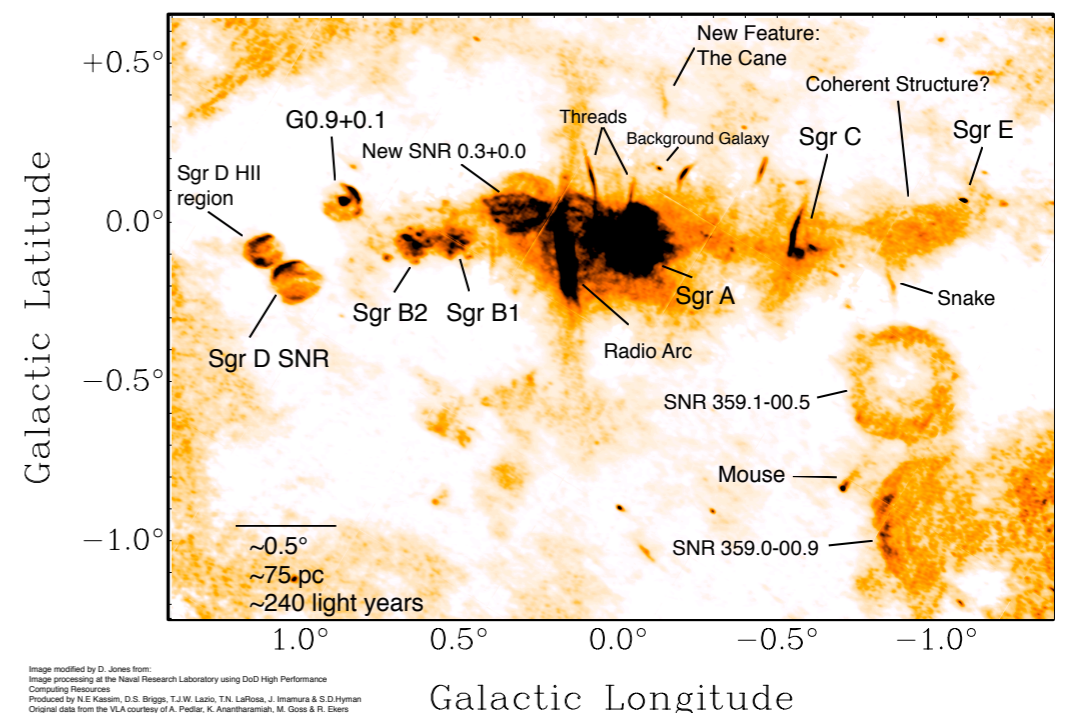 New Feature:
The Cane
+0.5°
Coherent Structure?
G0.9+0.1
Threads
Background Galaxy
Sgr C
Sgr E
New SNR 0.3+0.0
Sgr D HII
region
0.0°
Galactic Latitude
Sgr A
Snake
Sgr B2
Sgr B1
Radio Arc
Sgr D SNR
−0.5°
SNR 359.1-00.5
Mouse
−1.0°
SNR 359.0-00.9
~0.5°
~75 pc
~240 light years
1.0°
0.5°
0.0°
−0.5°
−1.0°
Galactic Longitude
Image modified by D. Jones from:
Image processing at the Naval Research Laboratory using DoD High Performance
Computing Resources
Produced by N.E Kassim, D.S. Briggs, T.J.W. Lazio, T.N. LaRosa, J. Imamura & S.D.Hyman
Original data from the VLA courtesy of A. Pedlar, K. Anantharamiah, M. Goss & R. Ekers